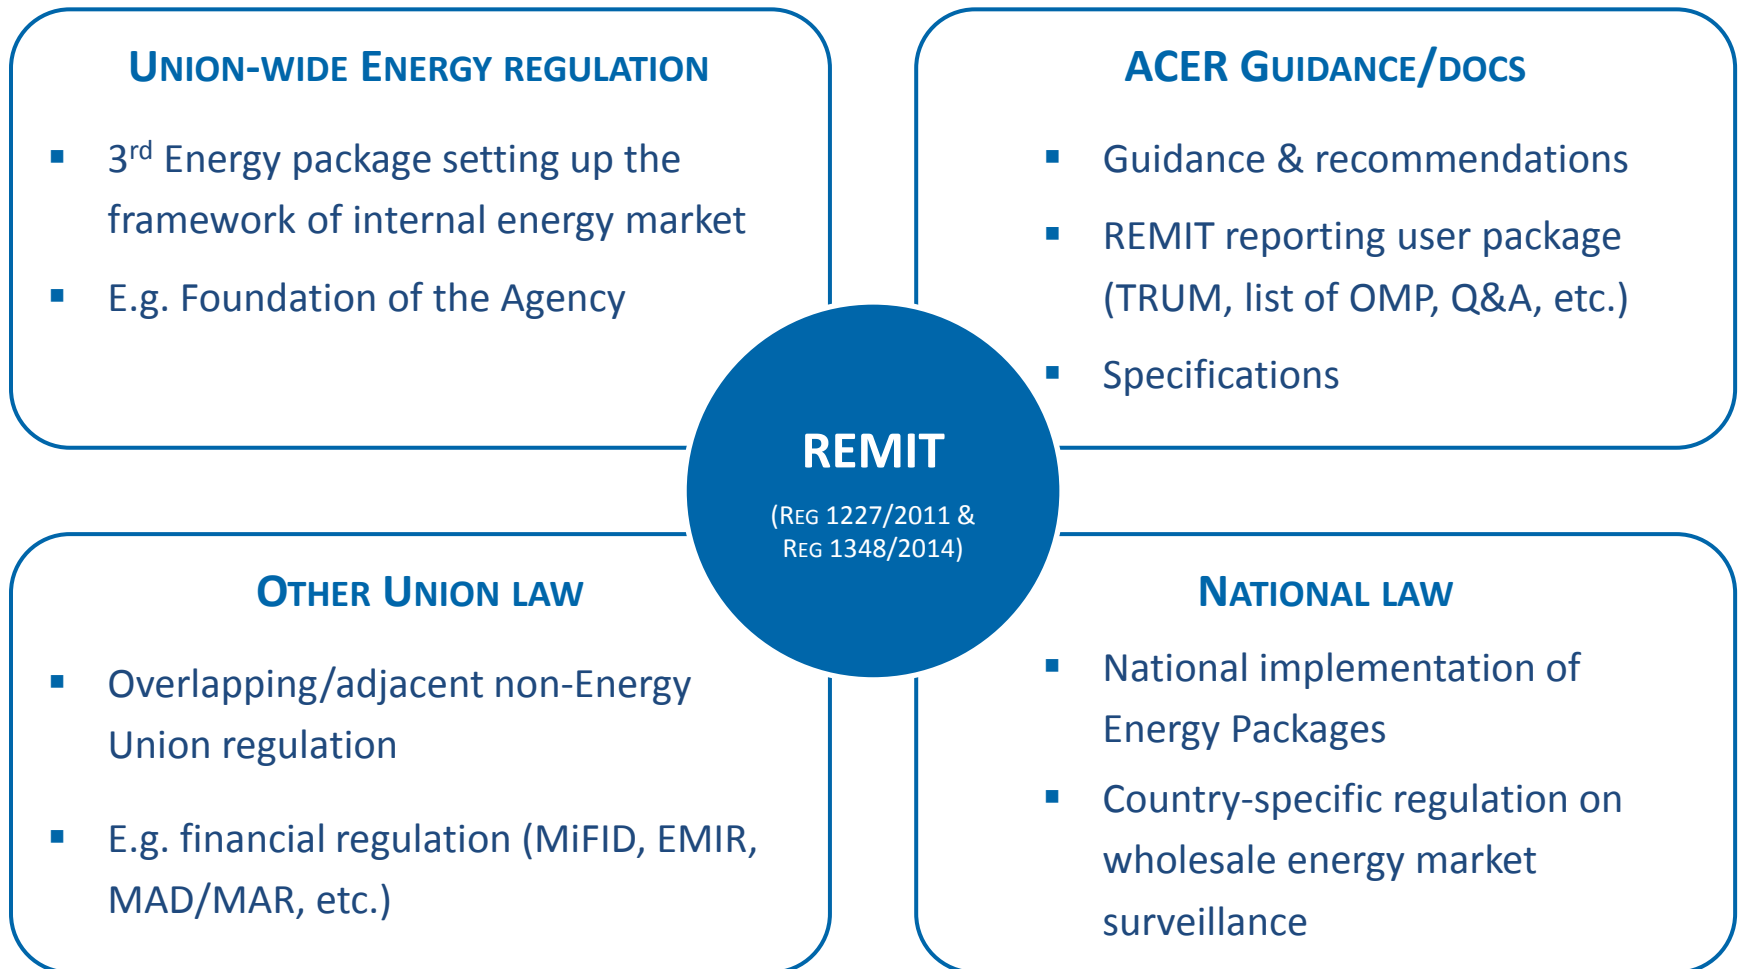 UNION-WIDE ENERGY REGULATION
▪ 3rd Energy package setting up the
framework of internal energy market
▪ E.g. Foundation of the Agency
ACER GUIDANCE/DOCS
▪ Guidance & recommendations
▪ REMIT reporting user package
(TRUM, list of OMP, Q&A, etc.)
▪ Specifications
REMIT
(REG 1227/2011 &
REG 1348/2014)
OTHER UNION LAW
▪ Overlapping/adjacent non-Energy
Union regulation
▪ E.g. financial regulation (MiFID, EMIR,
MAD/MAR, etc.)
NATIONAL LAW
▪ National implementation of
Energy Packages
▪ Country-specific regulation on
wholesale energy market
surveillance